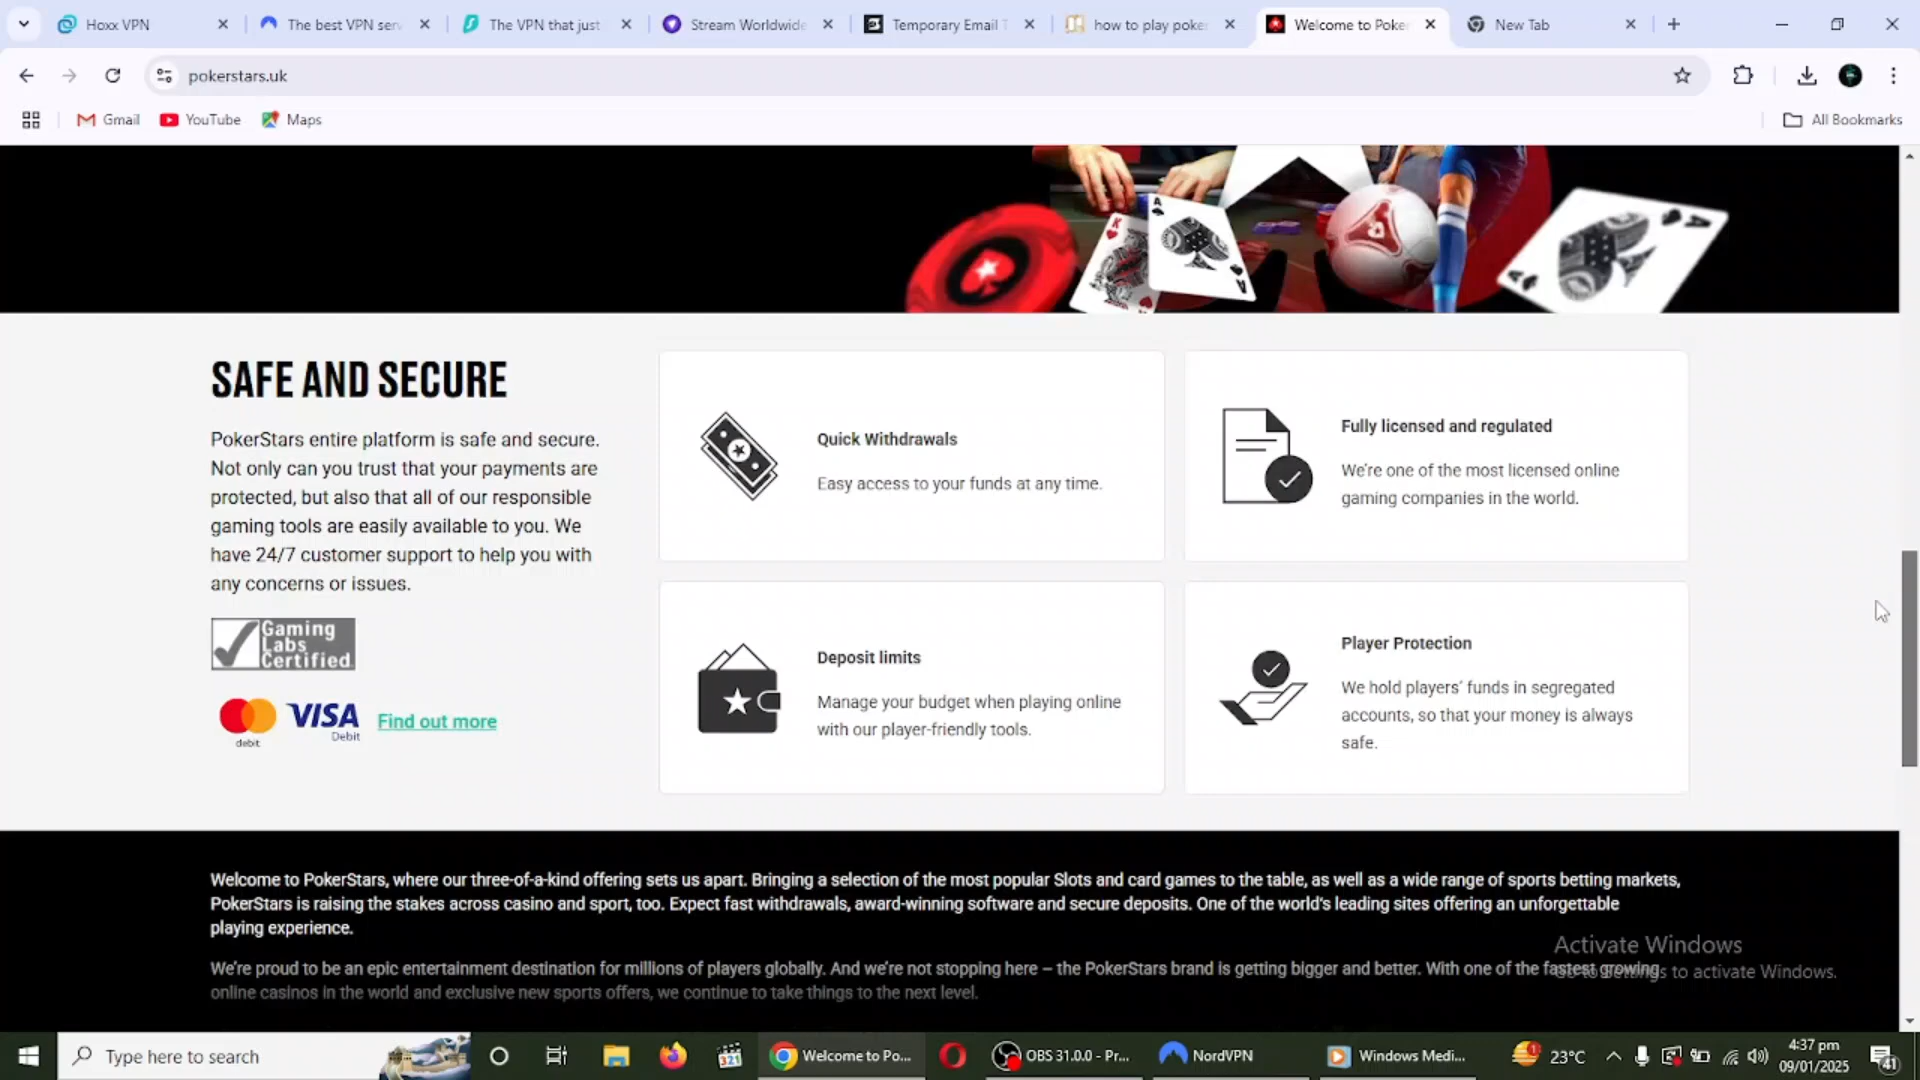 Hoxx VPN
The best VPN serv
The VPN that just
Stream Worldwide
Temporary Email T
how to play poker
Welcome to Poker
New Tab
pokerstars.uk
Gmail
YouTube
Maps
All Bookmarks
SAFE AND SECURE
PokerStars entire platform is safe and secure.
Not only can you trust that your payments are
protected, but also that all of our responsible
gaming tools are easily available to you. We
have 24/7 customer support to help you with
any concerns or issues.
Gaming
Labs
Certified
debit
VISA
Debit
Find out more
Quick Withdrawals
Easy access to your funds at any time.
Fully licensed and regulated
We're one of the most licensed online
gaming companies in the world.
Deposit limits
Manage your budget when playing online
with our player-friendly tools.
Player Protection
We hold players' funds in segregated
accounts, so that your money is always
safe.
Welcome to PokerStars, where our three-of-a-kind offering sets us apart. Bringing a selection of the most popular Slots and card games to the table, as well as a wide range of sports betting markets,
PokerStars is raising the stakes across casino and sport, too. Expect fast withdrawals, award-winning software and secure deposits. One of the world's leading sites offering an unforgettable
playing experience.
We're proud to be an epic entertainment destination for millions of players globally. And we're not stopping here – the PokerStars brand is getting bigger and better. With one of the fastest growing
online casinos in the world and exclusive new sports offers, we continue to take things to the next level.
Activate Windows
Go to Settings to activate Windows.
Type here to search
Welcome to Po...
OBS 31.0.0 - Pr...
NordVPN
Windows Medi...
23°C
4:37 pm
09/01/2025
41